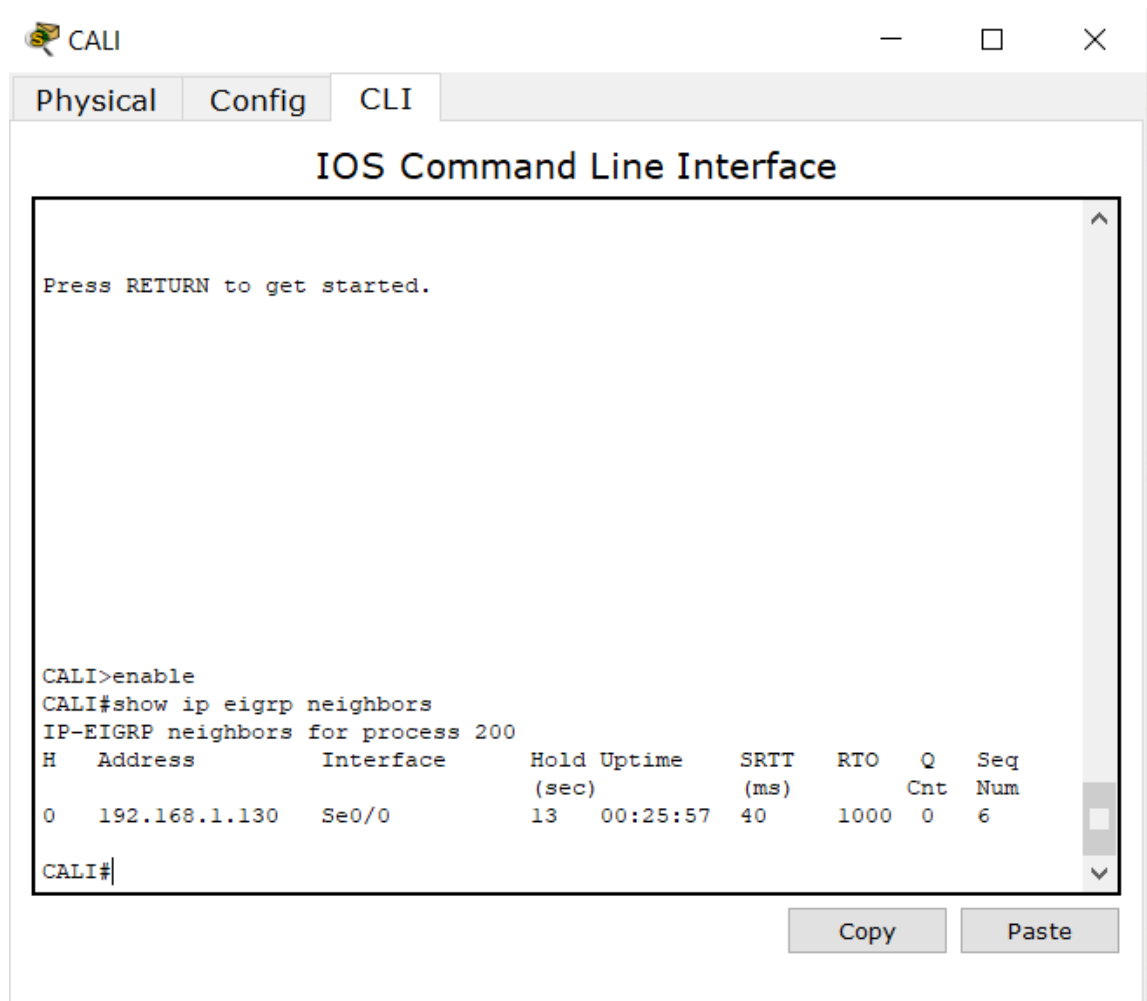 CALI
Physical Config CLI
IOS Command Line Interface
Press RETURN to get started.
CALI>enable
CALI#show ip eigrp neighbors
IP-EIGRP neighbors for process 200
H   Address         Interface      Hold Uptime    SRTT   RTO   Q   Seq
                                   (sec)          (ms)        Cnt  Num
0   192.168.1.130   Se0/0          13   00:25:57  40     1000  0   6
CALI#
Copy Paste